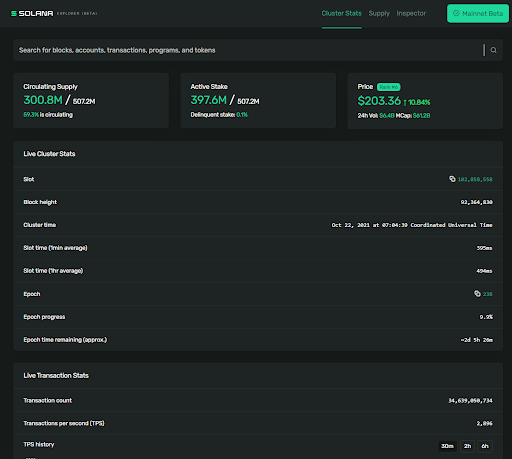 SOLANA EXPLORER (BETA)
Cluster Stats Supply Inspector Mainnet Beta
Search for blocks, accounts, transactions, programs, and tokens
Circulating Supply
300.8M / 507.2M
59.3% is circulating
Active Stake
397.6M / 507.2M
Delinquent stake: 0.1%
Price Rank #6
$203.36 ↑ 10.84%
24h Vol: $6.4B MCap: $61.2B
Live Cluster Stats
Slot 102,858,558
Block height 92,364,830
Cluster time Oct 22, 2021 at 07:04:39 Coordinated Universal Time
Slot time (1min average) 395ms
Slot time (1hr average) 494ms
Epoch 238
Epoch progress 9.9%
Epoch time remaining (approx.) ~2d 5h 26m
Live Transaction Stats
Transaction count 34,639,050,734
Transactions per second (TPS) 2,896
TPS history 30m 2h 6h